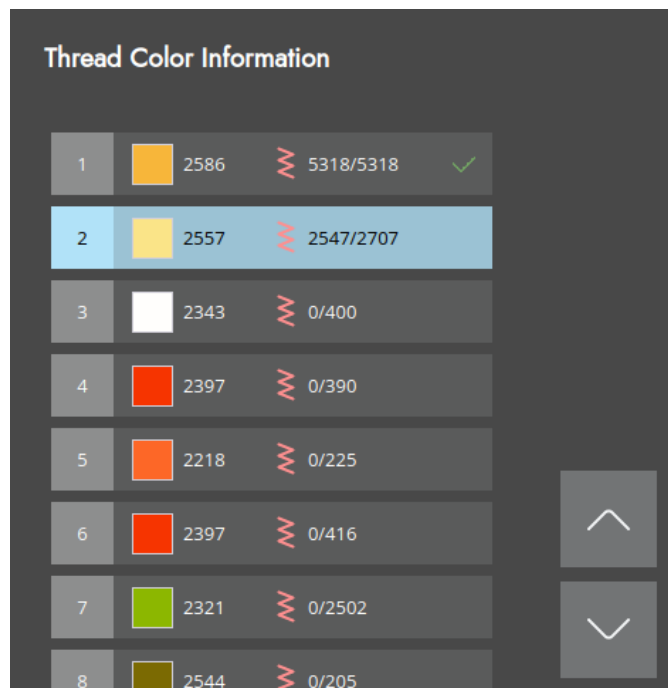 Thread Color Information
1 2586 5318/5318
2 2557 2547/2707
3 2343 0/400
4 2397 0/390
5 2218 0/225
6 2397 0/416
7 2321 0/2502
8 2544 0/205